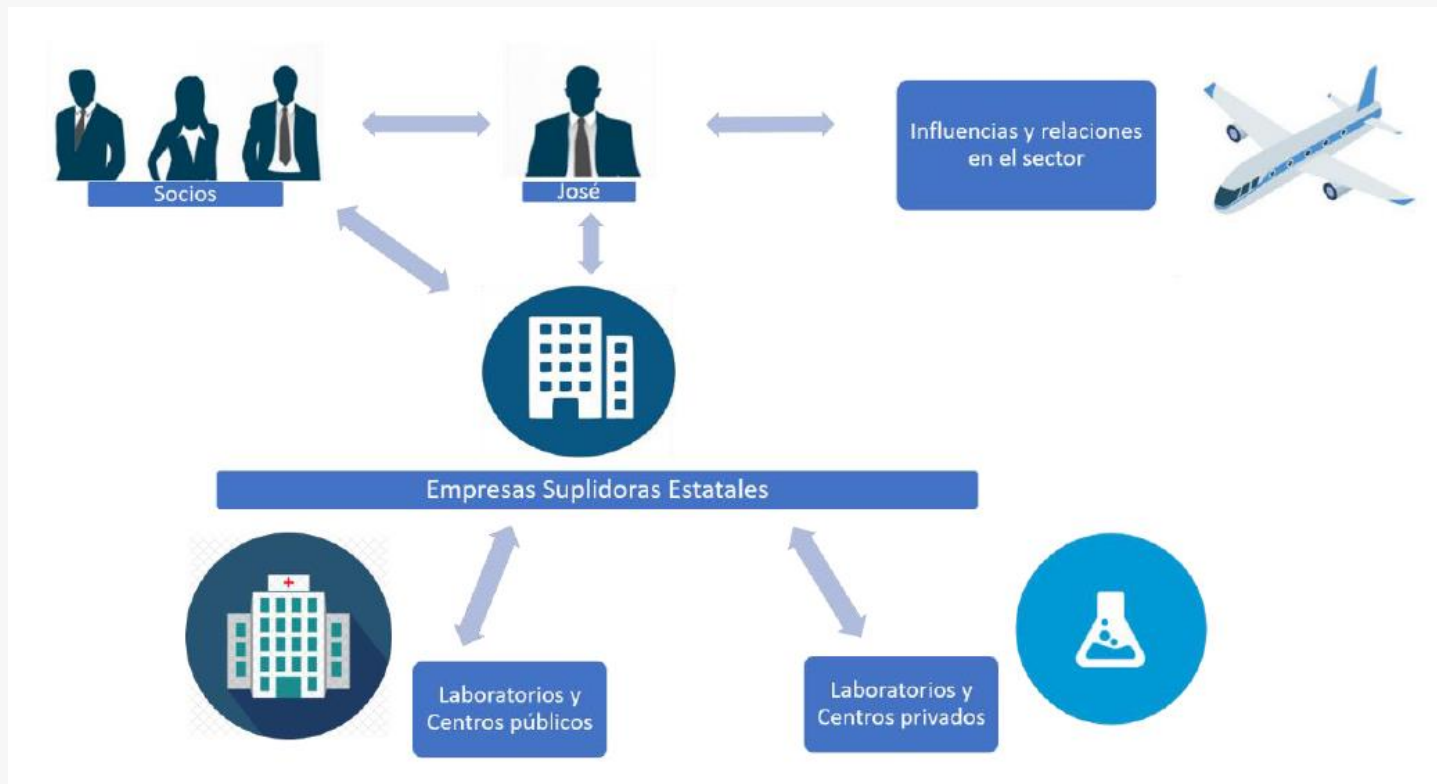 Socios
José
Influencias y relaciones
en el sector
Empresas Suplidoras Estatales
Laboratorios y
Centros públicos
Laboratorios y
Centros privados